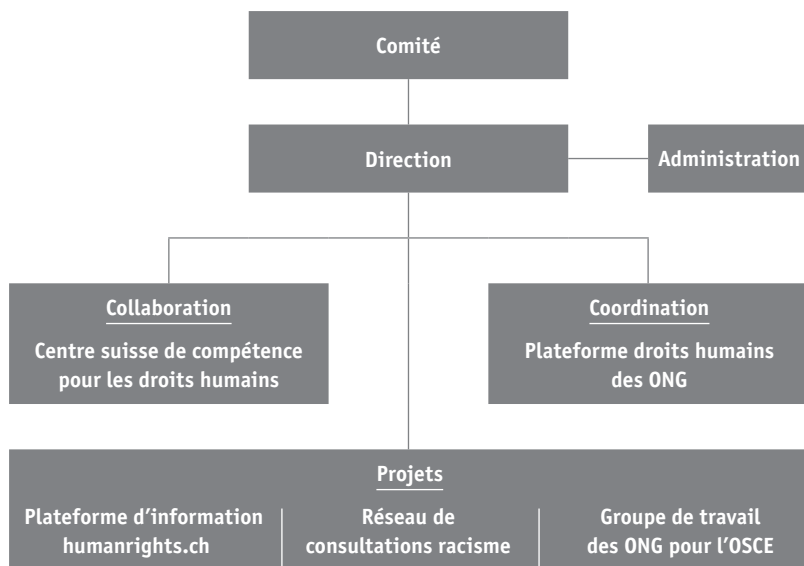 Comité
Direction
Administration
Collaboration
Centre suisse de compétence
pour les droits humains
Coordination
Plateforme droits humains
des ONG
Projets
Plateforme d'information
humanrights.ch
Réseau de
consultations racisme
Groupe de travail
des ONG pour l'OSCE